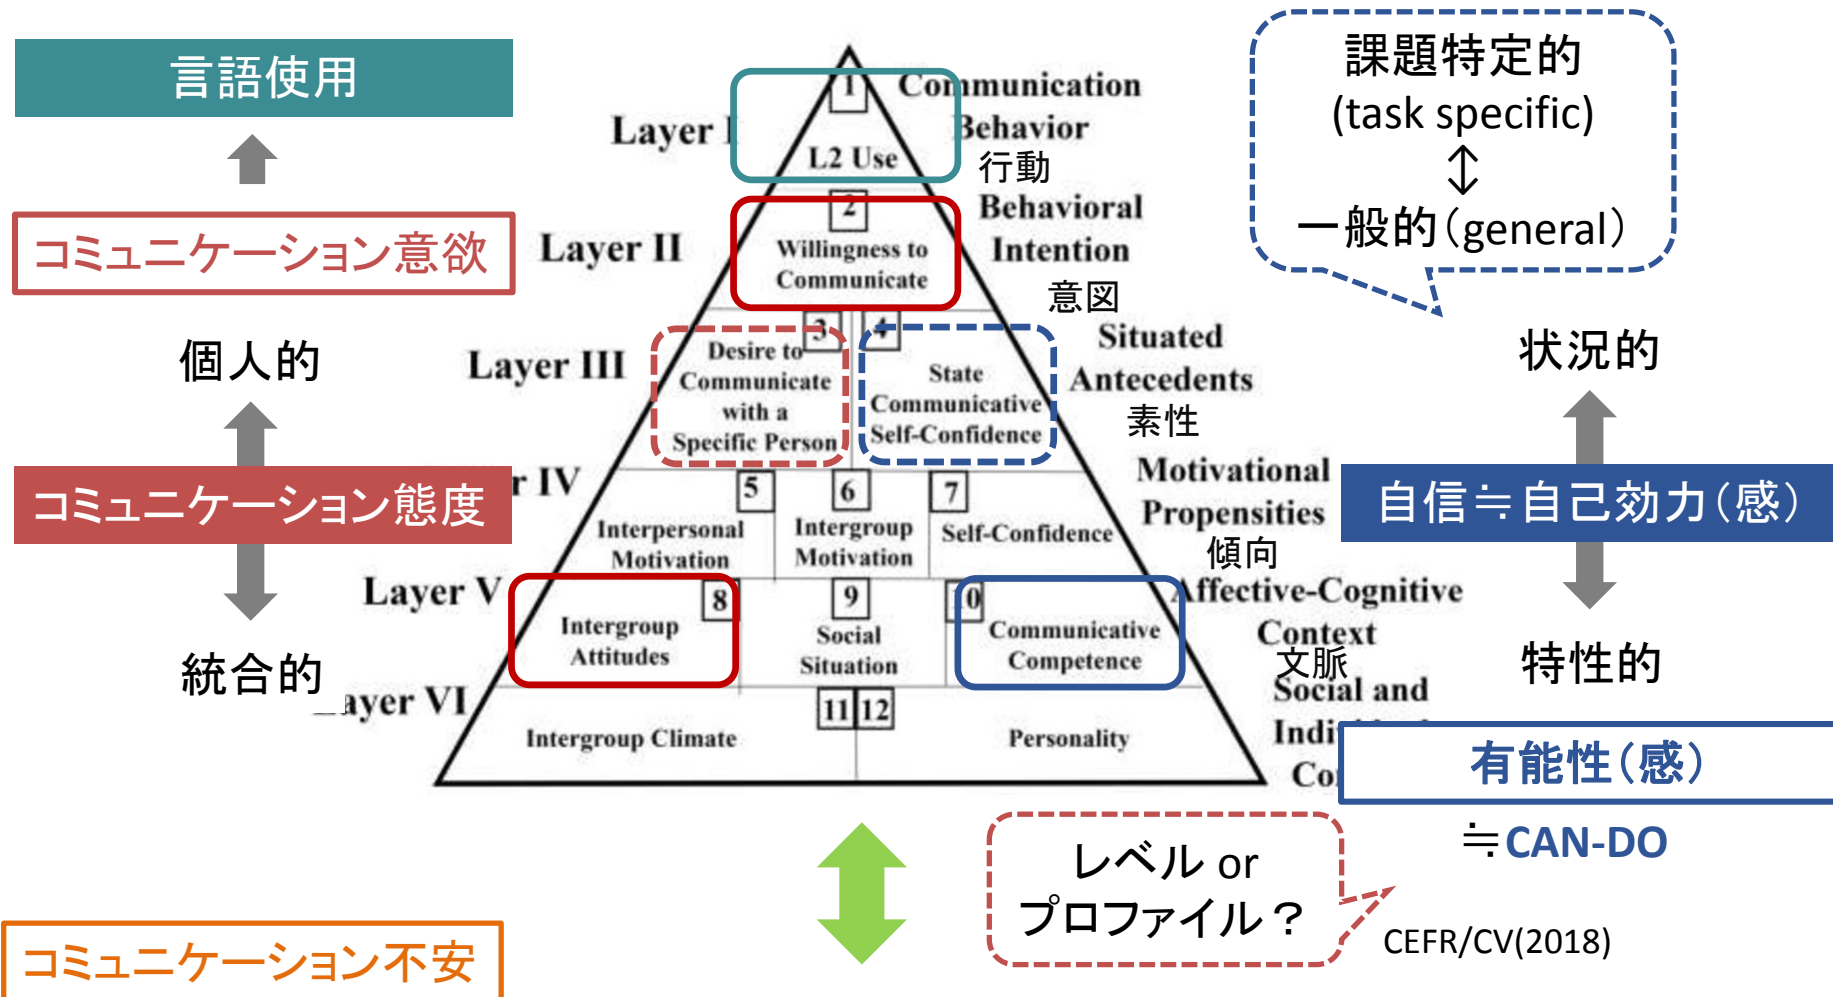 言語使用
コミュニケーション意欲
個人的
コミュニケーション態度
統合的
コミュニケーション不安
Layer I
1
L2 Use
Communication
Behavior
行動
Layer II
2
Willingness to
Communicate
Behavioral
Intention
意図
Layer III
3
Desire to
Communicate
with a
Specific Person
4
State
Communicative
Self-Confidence
Situated
Antecedents
素性
r IV
5
Interpersonal
Motivation
6
Intergroup
Motivation
7
Self-Confidence
Motivational
Propensities
傾向
Layer V
8
Intergroup
Attitudes
9
Social
Situation
10
Communicative
Competence
Affective-Cognitive
Context
文脈
ayer VI
11 12
Intergroup Climate
Personality
Social and
Indi
Co
課題特定的
(task specific)
↕
一般的(general)
状況的
自信≒自己効力(感)
特性的
有能性(感)
≒CAN-DO
レベル or
プロファイル？
CEFR/CV(2018)